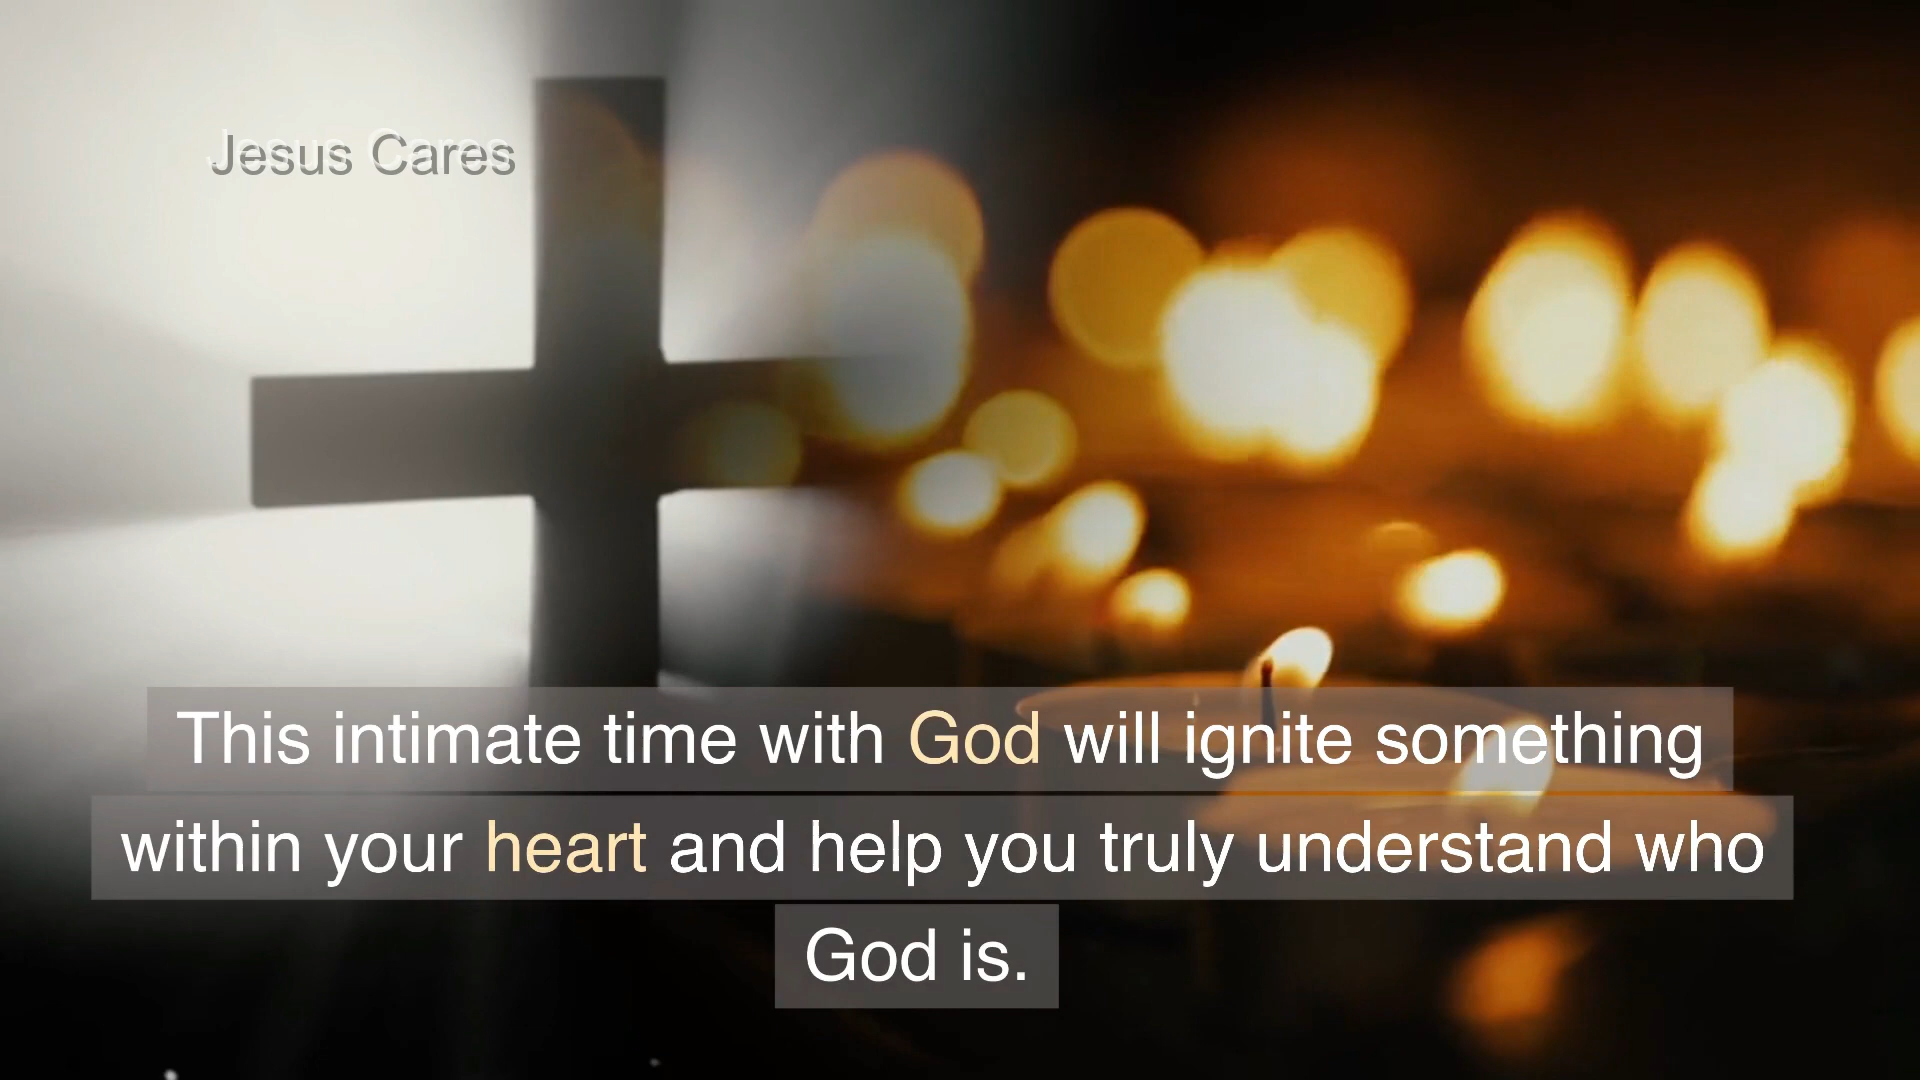 Jesus Cares
This intimate time with God will ignite something
within your heart and help you truly understand who
God is.